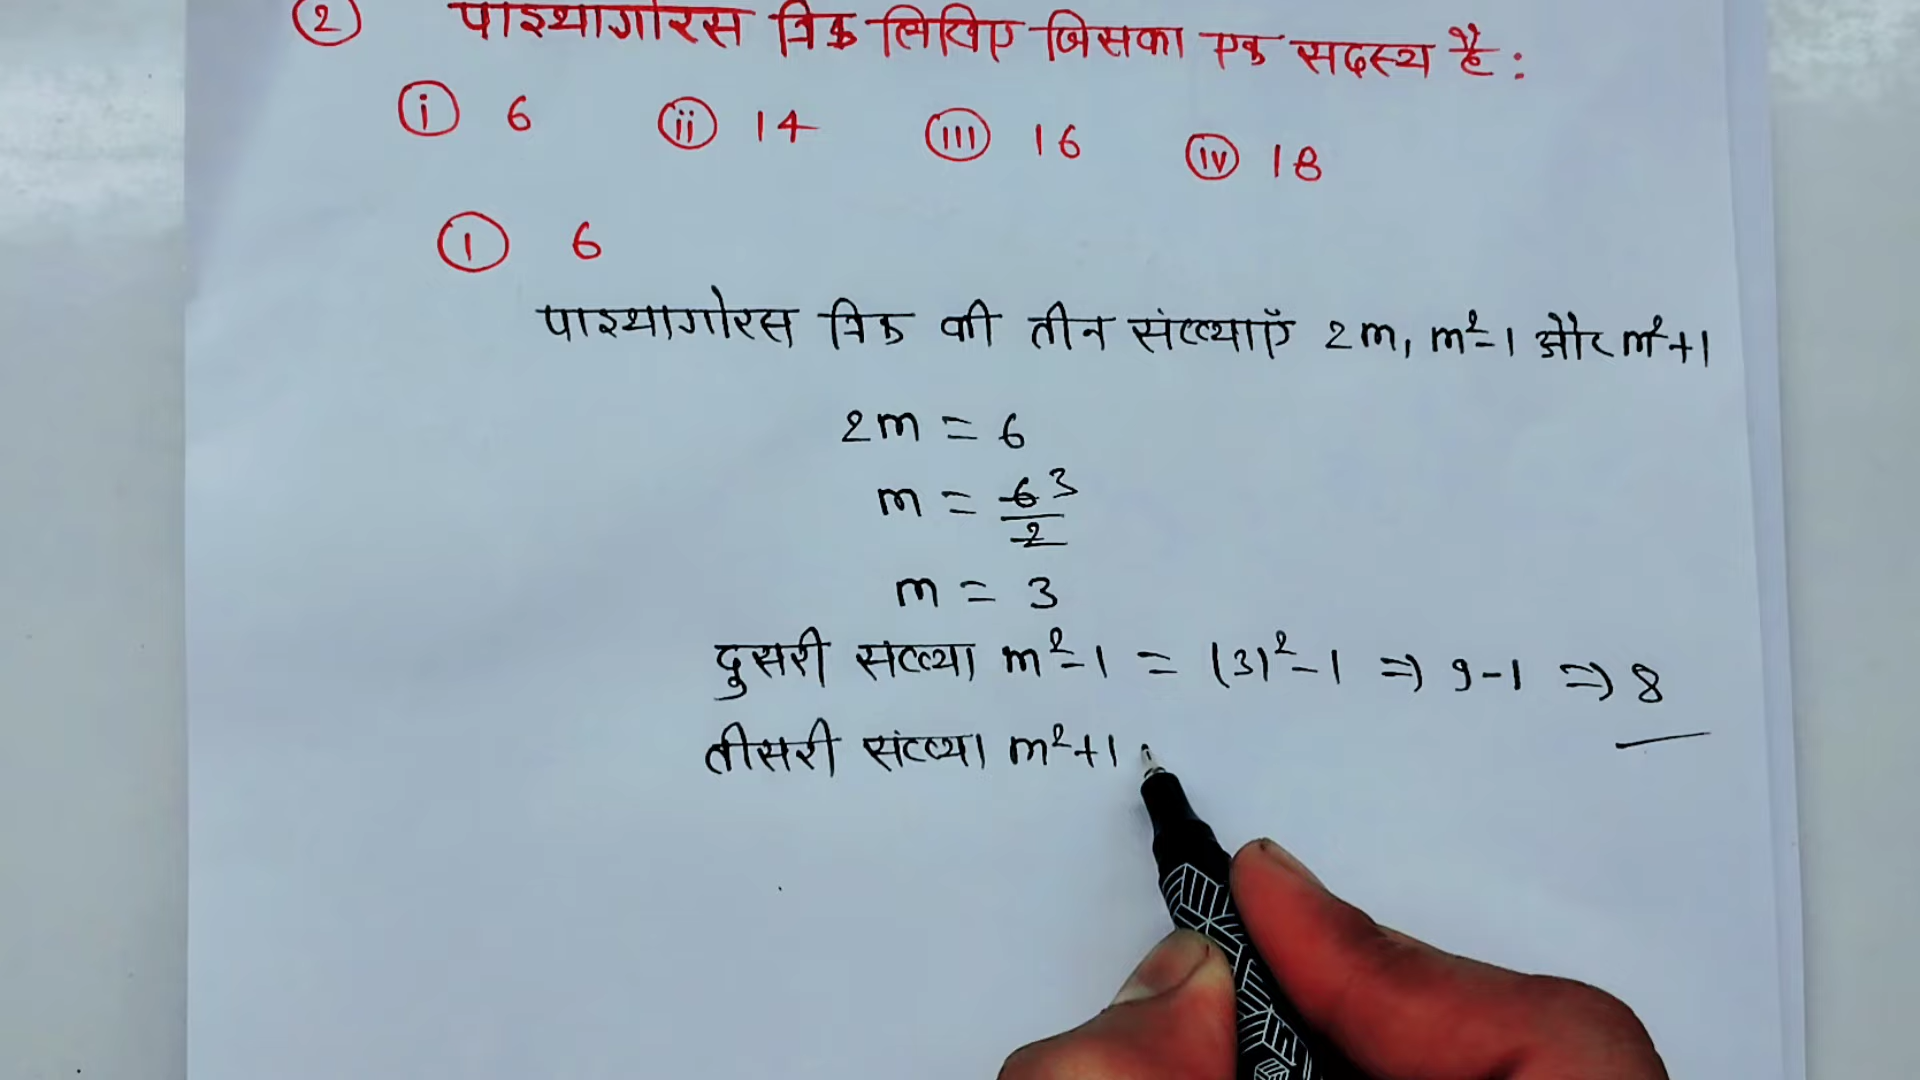 ② पाइथागोरस त्रिक लिखिए जिसका एक सदस्य है :
ⓘ 6 ⓘⓘ 14 ⓘⓘⓘ 16 ⓘⓥ 18
① 6
पाइथागोरस त्रिक की तीन संख्याएँ 2m, m²-1 और m²+1
2m = 6
m = 6/2 3
m = 3
दुसरी सख्या m²-1 = (3)²-1 ⇒ 9-1 ⇒ 8
तीसरी संख्या m²+1